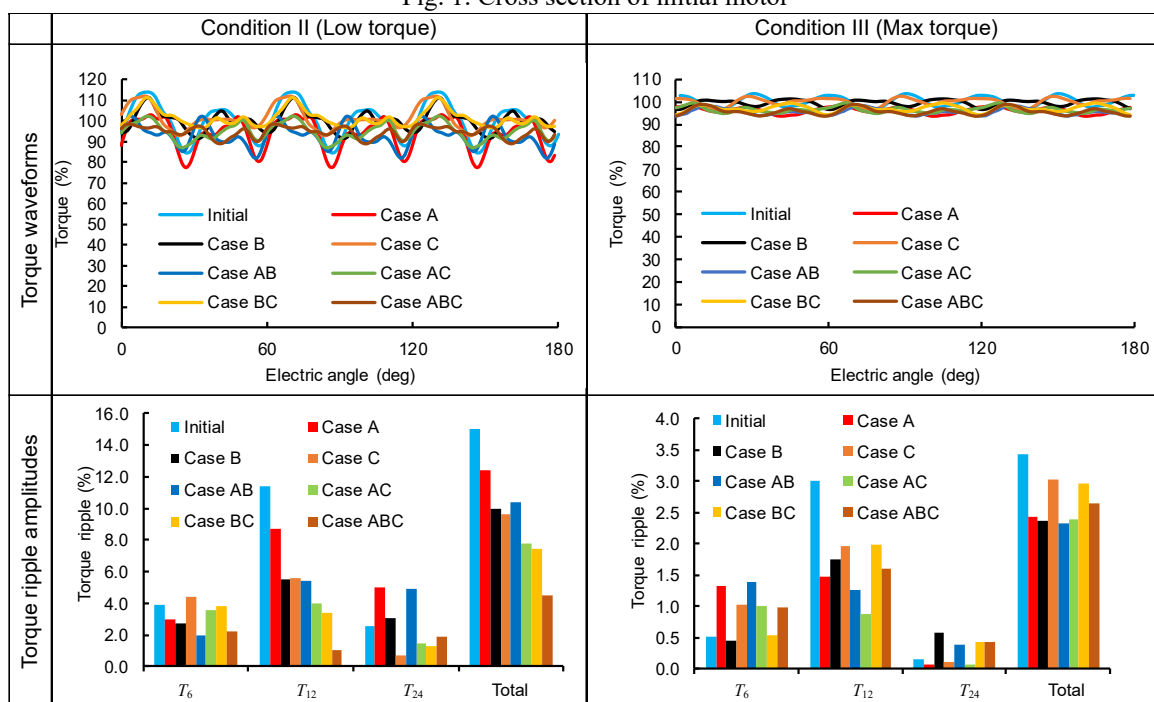 Fig. 1. Cross section of initial motor
Condition II (Low torque)
Condition III (Max torque)
Torque waveforms
120
110
100
90
80
70
60
50
40
30
20
10
0
Torque (%)
Initial
Case A
Case B
Case C
Case AB
Case AC
Case BC
Case ABC
0
60
120
180
Electric angle (deg)
110
100
90
80
70
60
50
40
30
20
10
0
Torque (%)
Initial
Case A
Case B
Case C
Case AB
Case AC
Case BC
Case ABC
0
60
120
180
Electric angle (deg)
Torque ripple amplitudes
16.0
14.0
12.0
10.0
8.0
6.0
4.0
2.0
0.0
Torque ripple (%)
Initial
Case A
Case B
Case C
Case AB
Case AC
Case BC
Case ABC
T6
T12
T24
Total
4.0
3.5
3.0
2.5
2.0
1.5
1.0
0.5
0.0
Torque ripple (%)
Initial
Case A
Case B
Case C
Case AB
Case AC
Case BC
Case ABC
T6
T12
T24
Total